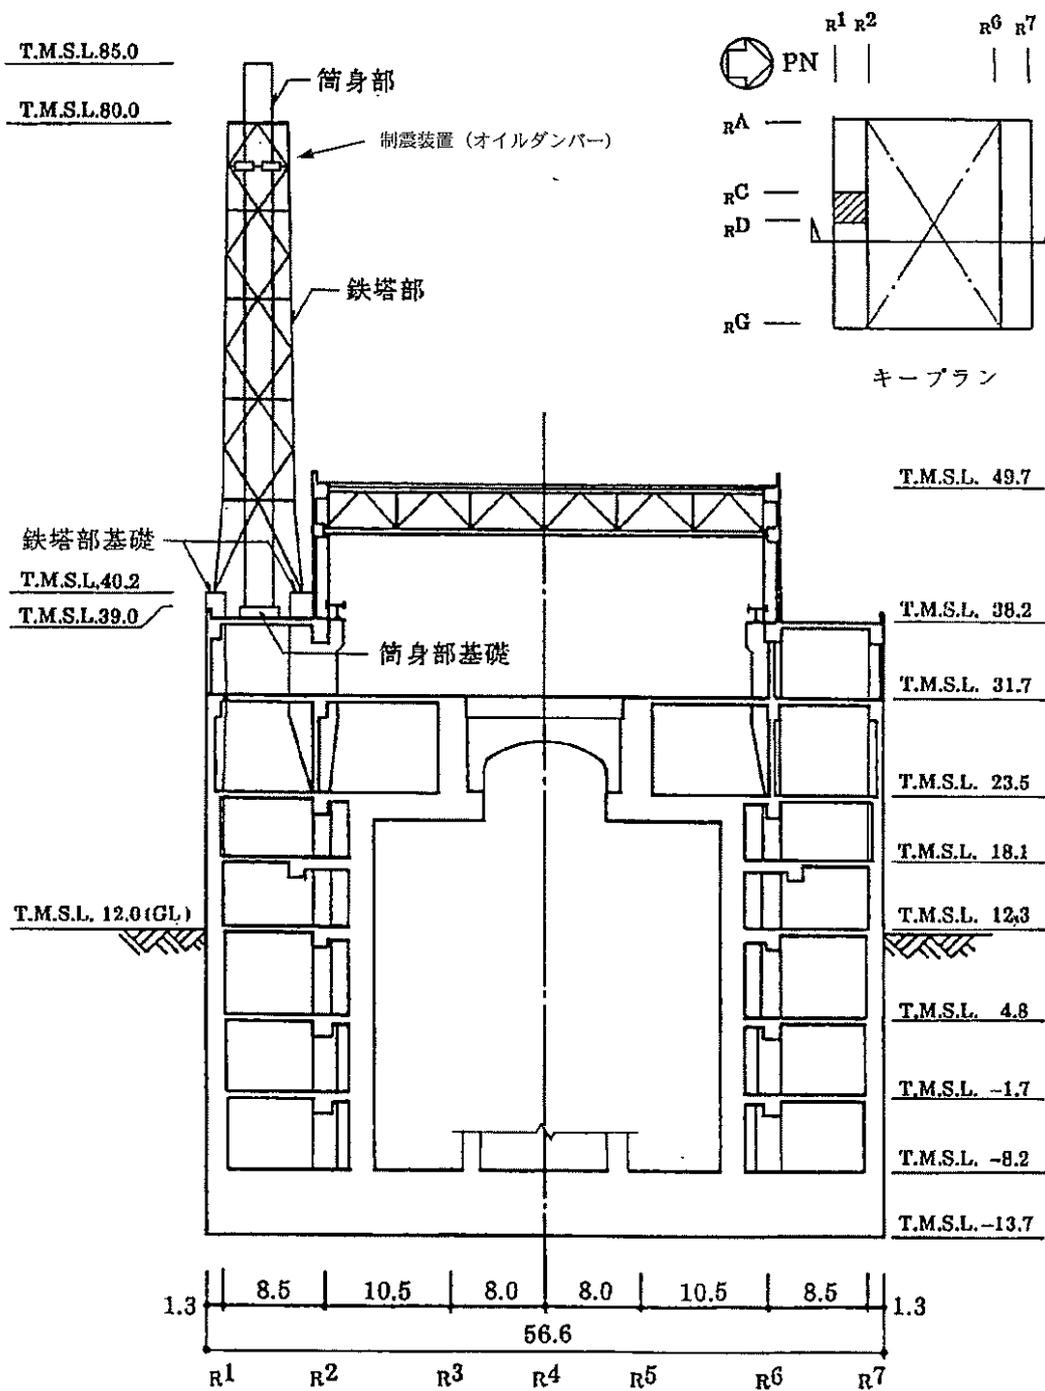 T.M.S.L.85.0
筒身部
T.M.S.L.80.0
制震装置（オイルダンパー）
鉄塔部
R1 R2 R6 R7
PN
RA
RC
RD
RG
キープラン
T.M.S.L. 49.7
鉄塔部基礎
T.M.S.L.40.2
T.M.S.L.39.0
筒身部基礎
T.M.S.L. 38.2
T.M.S.L. 31.7
T.M.S.L. 23.5
T.M.S.L. 18.1
T.M.S.L. 12.0(GL)
T.M.S.L. 12.3
T.M.S.L. 4.8
T.M.S.L. -1.7
T.M.S.L. -8.2
T.M.S.L.-13.7
1.3 8.5 10.5 8.0 8.0 10.5 8.5 1.3
56.6
R1 R2 R3 R4 R5 R6 R7